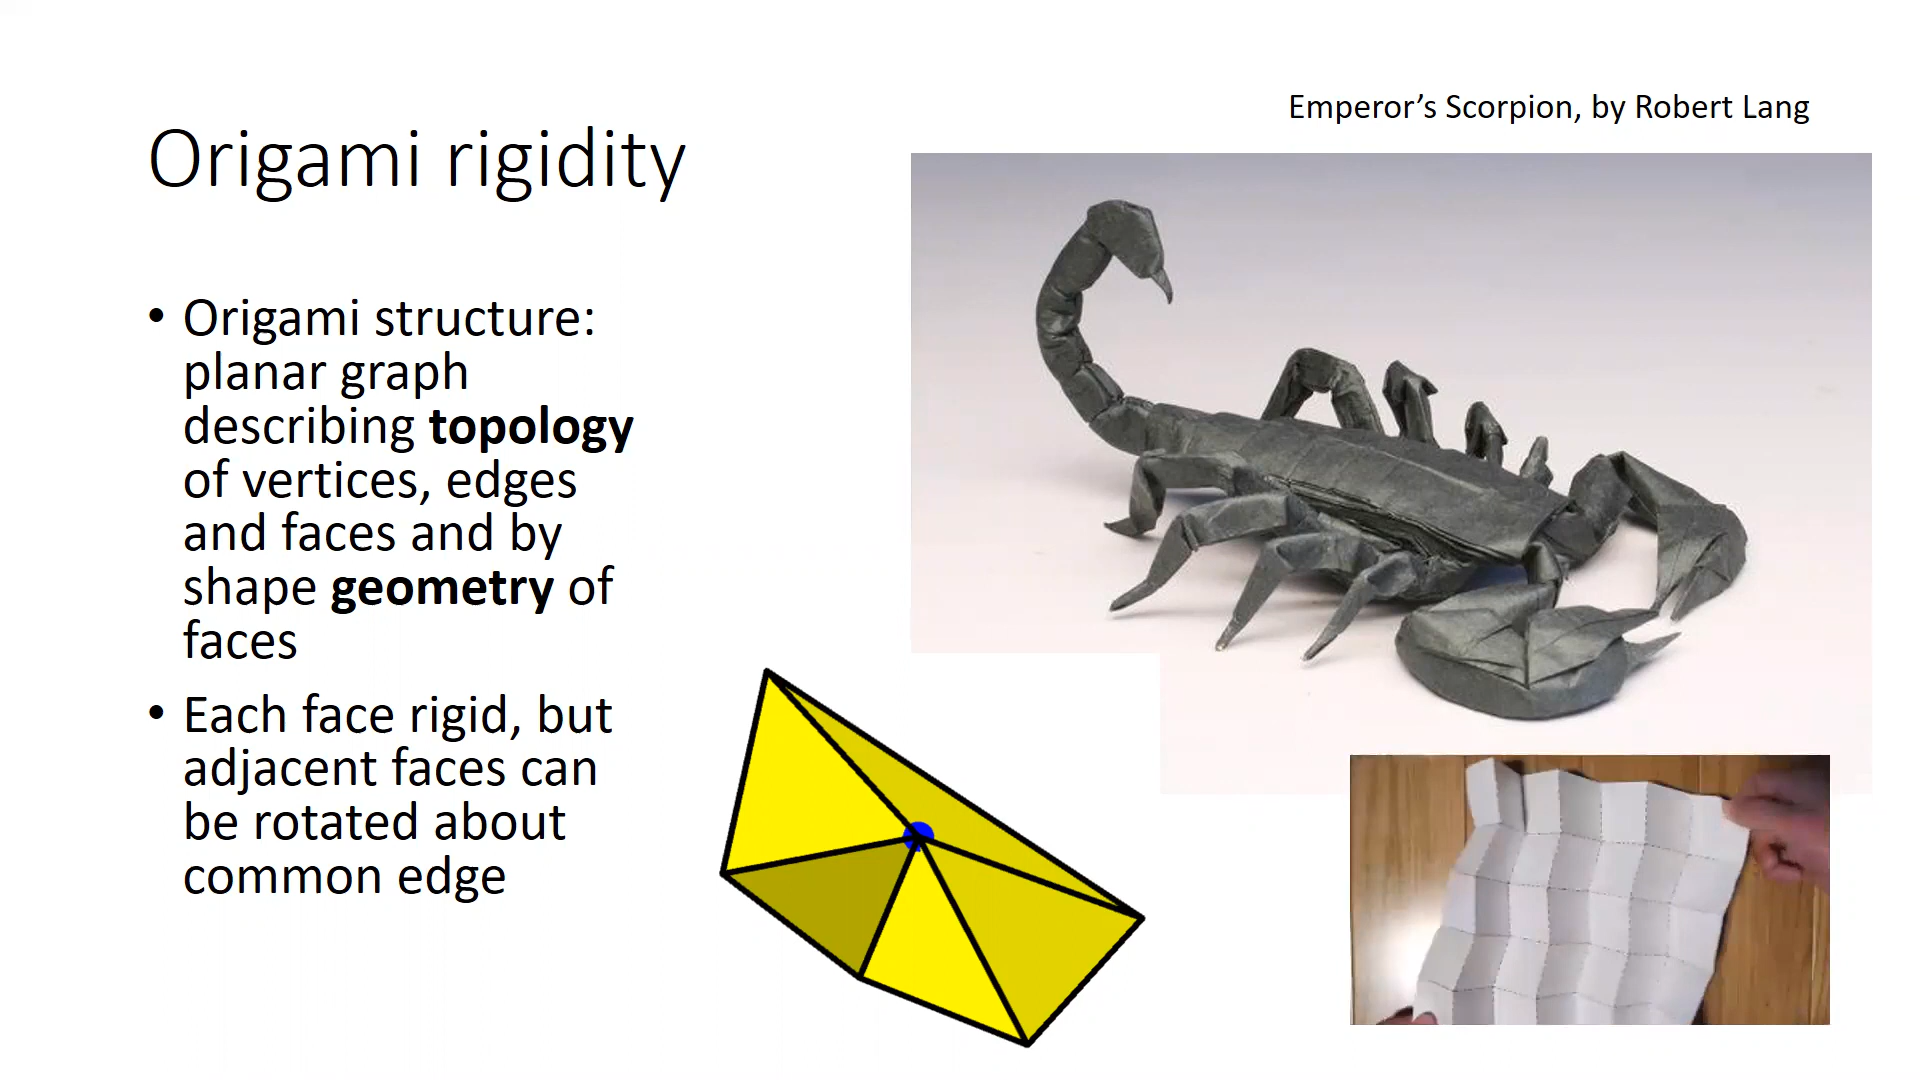 Emperor’s Scorpion, by Robert Lang
Origami rigidity
• Origami structure:
planar graph
describing topology
of vertices, edges
and faces and by
shape geometry of
faces
• Each face rigid, but
adjacent faces can
be rotated about
common edge